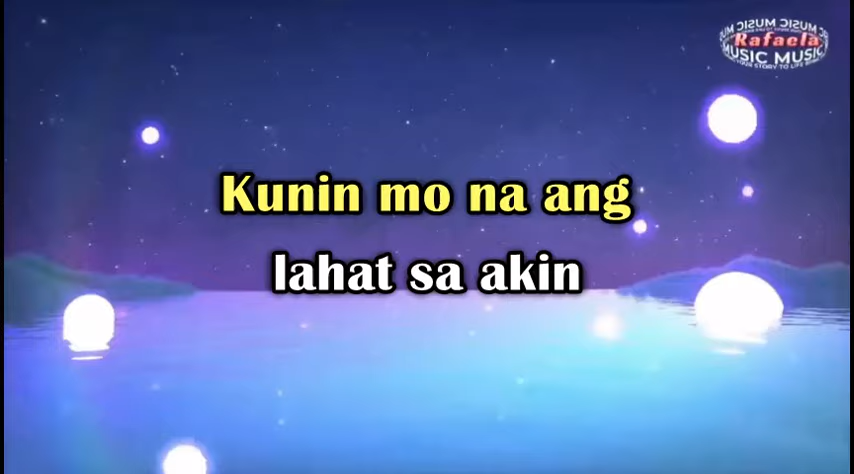 Rafaela
MUSIC MUSIC
Kunin mo na ang
lahat sa akin